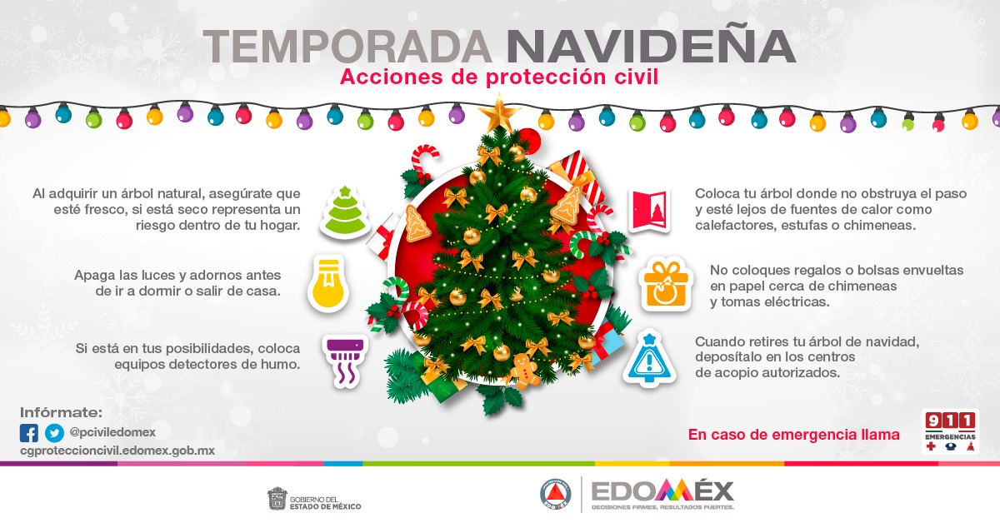 TEMPORADA NAVIDEÑA
Acciones de protección civil
Al adquirir un árbol natural, asegúrate que
esté fresco, si está seco representa un
riesgo dentro de tu hogar.
Apaga las luces y adornos antes
de ir a dormir o salir de casa.
Si está en tus posibilidades, coloca
equipos detectores de humo.
Coloca tu árbol donde no obstruya el paso
y esté lejos de fuentes de calor como
calefactores, estufas o chimeneas.
No coloques regalos o bolsas envueltas
en papel cerca de chimeneas
y tomas eléctricas.
Cuando retires tu árbol de navidad,
deposítalo en los centros
de acopio autorizados.
Infórmate:
@pciviledomex
cgproteccioncivil.edomex.gob.mx
En caso de emergencia llama
911
EMERGENCIAS
GOBIERNO DEL
ESTADO DE MÉXICO
PROTECCIÓN CIVIL
EDOMÉX
EDOMÉX
DECISIONES FIRMES, RESULTADOS FUERTES.